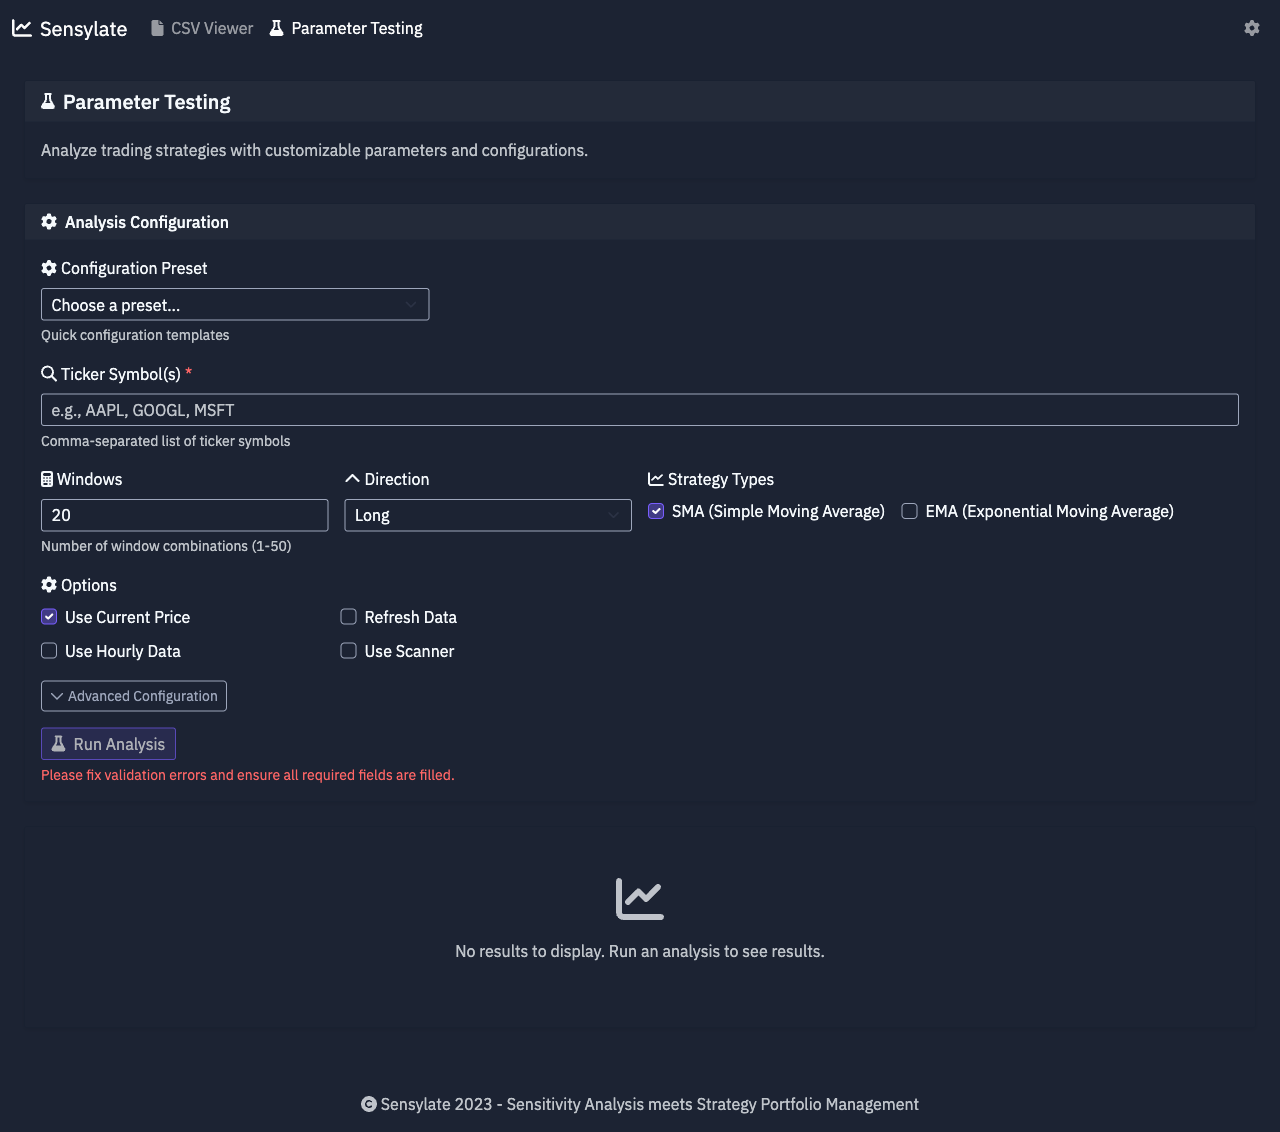 Sensylate CSV Viewer Parameter Testing
Parameter Testing
Analyze trading strategies with customizable parameters and configurations.
Analysis Configuration
Configuration Preset
Choose a preset...
Quick configuration templates
Ticker Symbol(s) *
e.g., AAPL, GOOGL, MSFT
Comma-separated list of ticker symbols
Windows Direction Strategy Types
20 Long SMA (Simple Moving Average) EMA (Exponential Moving Average)
Number of window combinations (1-50)
Options
Use Current Price Refresh Data
Use Hourly Data Use Scanner
Advanced Configuration
Run Analysis
Please fix validation errors and ensure all required fields are filled.
No results to display. Run an analysis to see results.
© Sensylate 2023 - Sensitivity Analysis meets Strategy Portfolio Management